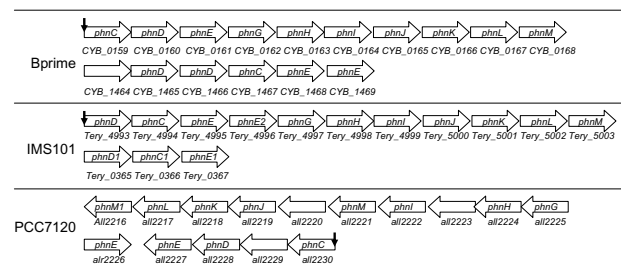 phnC phnD phnE phnG phnH phnI phnJ phnK phnL phnM
CYB_0159 CYB_0160 CYB_0161 CYB_0162 CYB_0163 CYB_0164 CYB_0165 CYB_0166 CYB_0167 CYB_0168
Bprime
phnD phnD phnC phnE phnE
CYB_1464 CYB_1465 CYB_1466 CYB_1467 CYB_1468 CYB_1469
phnD phnC phnE phnE2 phnG phnH phnI phnJ phnK phnL phnM
Tery_4993 Tery_4994 Tery_4995 Tery_4996 Tery_4997 Tery_4998 Tery_4999 Tery_5000 Tery_5001 Tery_5002 Tery_5003
IMS101
phnD1 phnC1 phnE1
Tery_0365 Tery_0366 Tery_0367
phnM1 phnL phnK phnJ phnM phnI phnH phnG
All2216 all2217 all2218 all2219 all2220 all2221 all2222 all2223 all2224 all2225
PCC7120
phnE phnE phnD phnC
alr2226 all2227 all2228 all2229 all2230